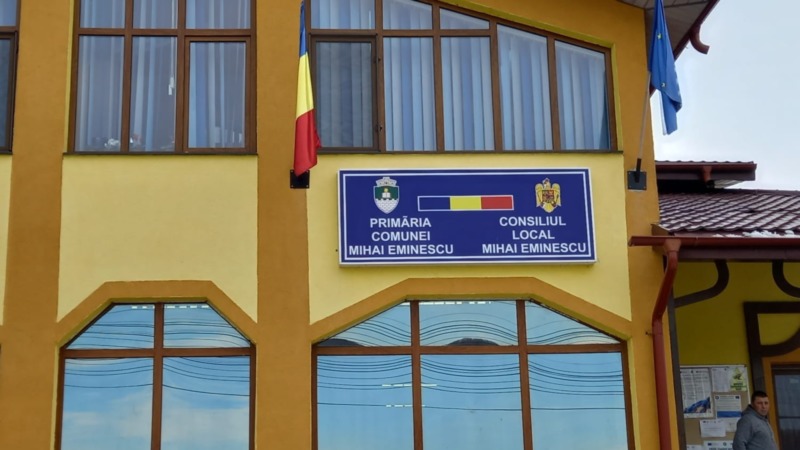 PRIMĂRIA
COMUNEI
MIHAI EMINESCU
CONSILIUL
LOCAL
MIHAI EMINESCU